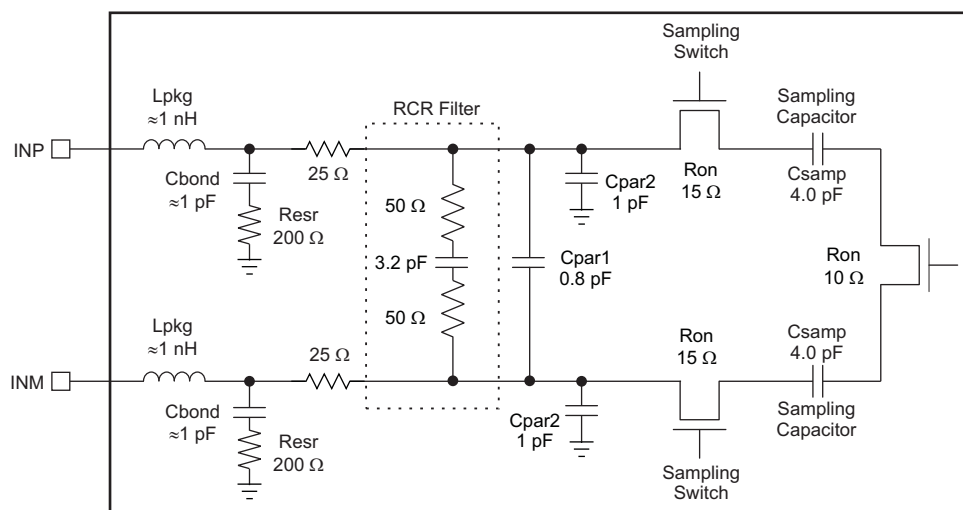 Sampling
Switch
Lpkg
≈1 nH
RCR Filter
Sampling
Capacitor
INP
25 Ω
Cbond
≈1 pF
Resr
200 Ω
50 Ω
3.2 pF
50 Ω
Cpar1
0.8 pF
Cpar2
1 pF
Ron
15 Ω
Csamp
4.0 pF
Ron
10 Ω
Lpkg
≈1 nH
25 Ω
Ron
15 Ω
Csamp
4.0 pF
INM
Cbond
≈1 pF
Resr
200 Ω
Cpar2
1 pF
Sampling
Capacitor
Sampling
Switch